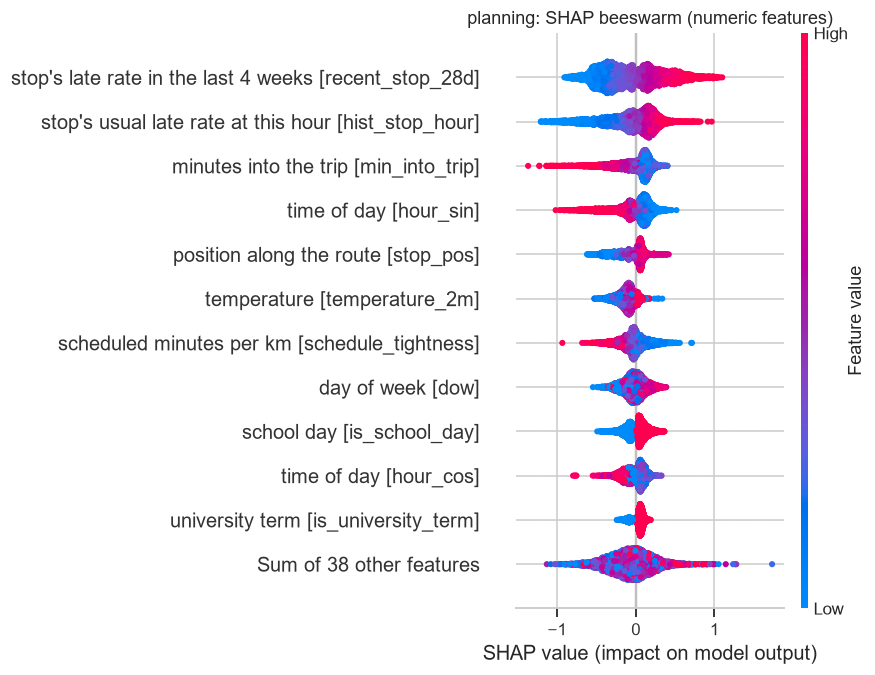 planning: SHAP beeswarm (numeric features)
High
stop's late rate in the last 4 weeks [recent_stop_28d]
stop's usual late rate at this hour [hist_stop_hour]
minutes into the trip [min_into_trip]
time of day [hour_sin]
position along the route [stop_pos]
temperature [temperature_2m]
scheduled minutes per km [schedule_tightness]
day of week [dow]
school day [is_school_day]
time of day [hour_cos]
university term [is_university_term]
Sum of 38 other features
Feature value
Low
−1 0 1
SHAP value (impact on model output)